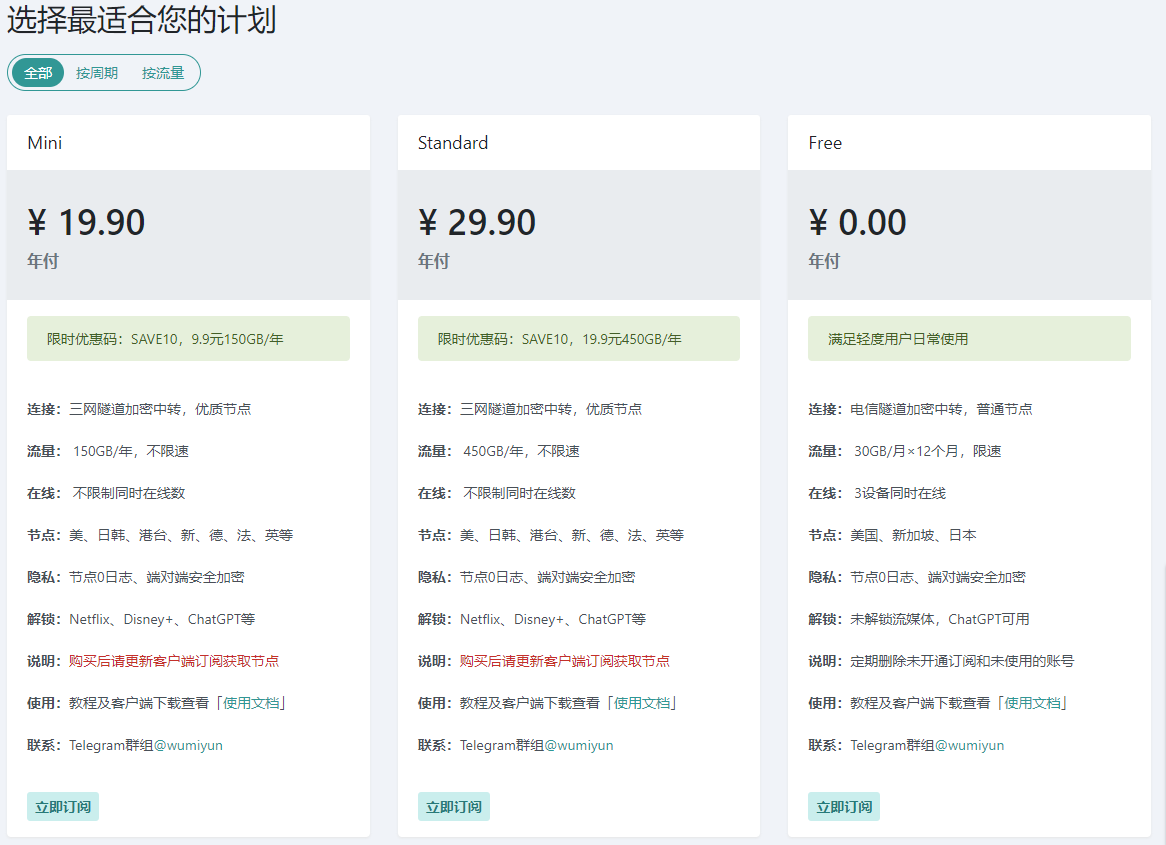 选择最适合您的计划
全部 按周期 按流量
Mini
¥ 19.90
年付
限时优惠码：SAVE10，9.9元150GB/年
连接：三网隧道加密中转，优质节点
流量： 150GB/年，不限速
在线： 不限制同时在线数
节点：美、日韩、港台、新、德、法、英等
隐私：节点0日志、端对端安全加密
解锁：Netflix、Disney+、ChatGPT等
说明：购买后请更新客户端订阅获取节点
使用：教程及客户端下载查看「使用文档」
联系：Telegram群组@wumiyun
立即订阅
Standard
¥ 29.90
年付
限时优惠码：SAVE10，19.9元450GB/年
连接：三网隧道加密中转，优质节点
流量： 450GB/年，不限速
在线： 不限制同时在线数
节点：美、日韩、港台、新、德、法、英等
隐私：节点0日志、端对端安全加密
解锁：Netflix、Disney+、ChatGPT等
说明：购买后请更新客户端订阅获取节点
使用：教程及客户端下载查看「使用文档」
联系：Telegram群组@wumiyun
立即订阅
Free
¥ 0.00
年付
满足轻度用户日常使用
连接：电信隧道加密中转，普通节点
流量： 30GB/月×12个月，限速
在线： 3设备同时在线
节点：美国、新加坡、日本
隐私：节点0日志、端对端安全加密
解锁：未解锁流媒体，ChatGPT可用
说明：定期删除未开通订阅和未使用的账号
使用：教程及客户端下载查看「使用文档」
联系：Telegram群组@wumiyun
立即订阅